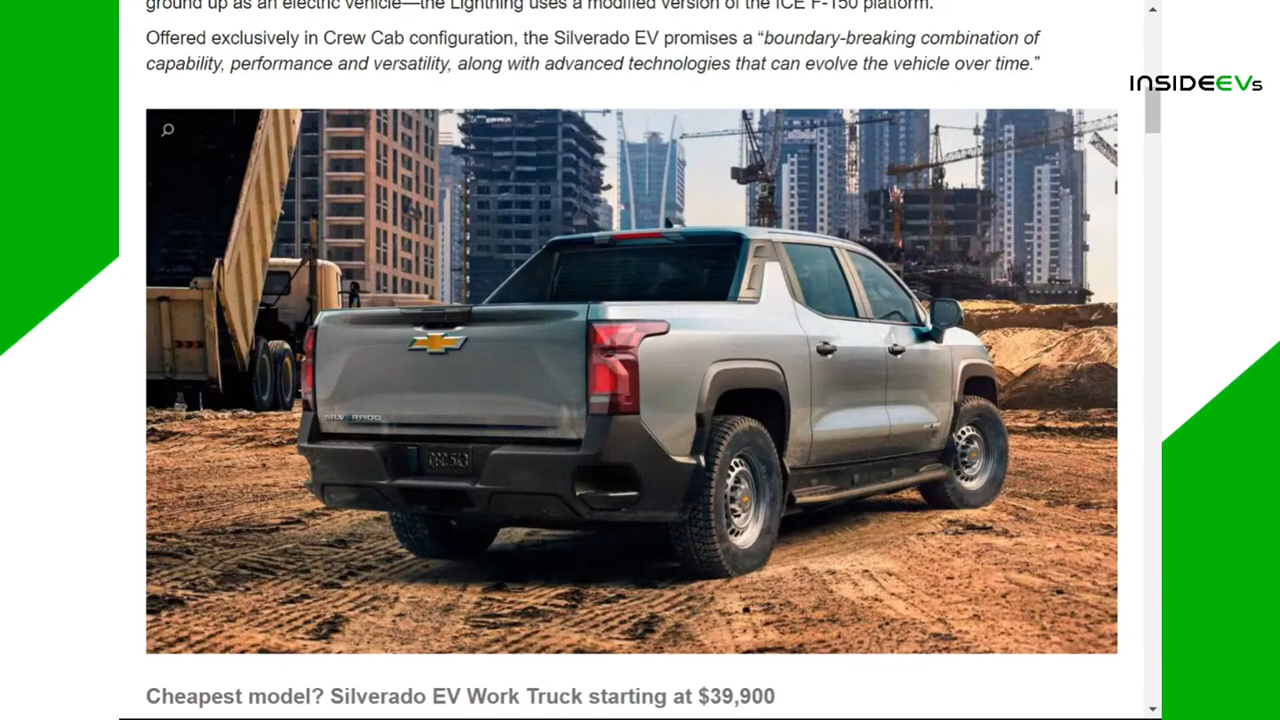 ground up as an electric vehicle—the Lightning uses a modified version of the ICE F-150 platform.
Offered exclusively in Crew Cab configuration, the Silverado EV promises a “boundary-breaking combination of
capability, performance and versatility, along with advanced technologies that can evolve the vehicle over time.”
INSIDEEVs
SILVERADO
Cheapest model? Silverado EV Work Truck starting at $39,900